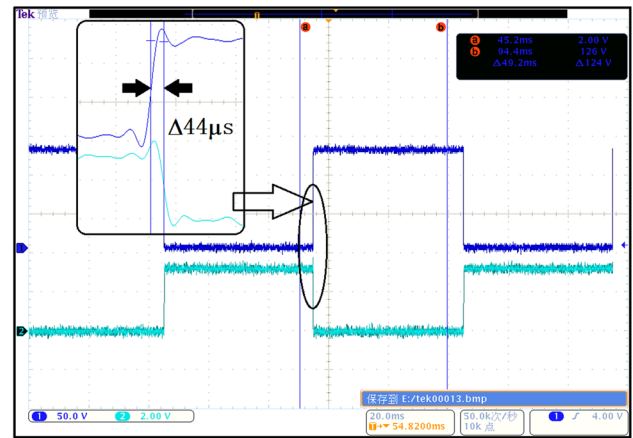 Tek 预览
a 45.2ms 2.00 V
b 94.4ms 126 V
Δ49.2ms Δ124 V
a
b
Δ44µs
1
2
保存到 E:/tek00013.bmp
1 50.0 V 2 2.00 V
20.0ms
T→▼ 54.8200ms
50.0k次/秒
10k 点
1 ʃ 4.00 V